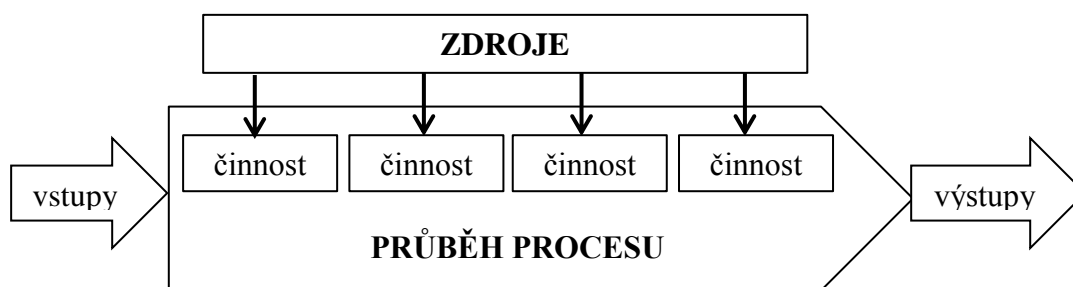 ZDROJE
činnost činnost činnost činnost
vstupy výstupy
PRŮBĚH PROCESU